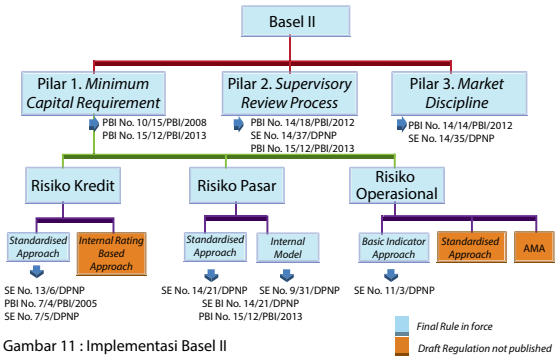 Basel II
Pilar 1. Minimum
Capital Requirement
Pilar 2. Supervisory
Review Process
Pilar 3. Market
Discipline
PBI No. 10/15/PBI/2008
PBI No. 15/12/PBI/2013
PBI No. 14/18/PBI/2012
SE No. 14/37/DPNP
PBI No. 15/12/PBI/2013
PBI No. 14/14/PBI/2012
SE No. 14/35/DPNP
Risiko Kredit
Risiko Pasar
Risiko
Operasional
Standardised
Approach
Internal Rating
Based
Approach
Standardised
Approach
Internal
Model
Basic Indicator
Approach
Standardised
Approach
AMA
SE No. 13/6/DPNP
PBI No. 7/4/PBI/2005
SE No. 7/5/DPNP
SE No. 14/21/DPNP
SE No. 9/31/DPNP
SE BI No. 14/21/DPNP
PBI No. 15/12/PBI/2013
SE No. 11/3/DPNP
Final Rule in force
Draft Regulation not published
Gambar 11 : Implementasi Basel II